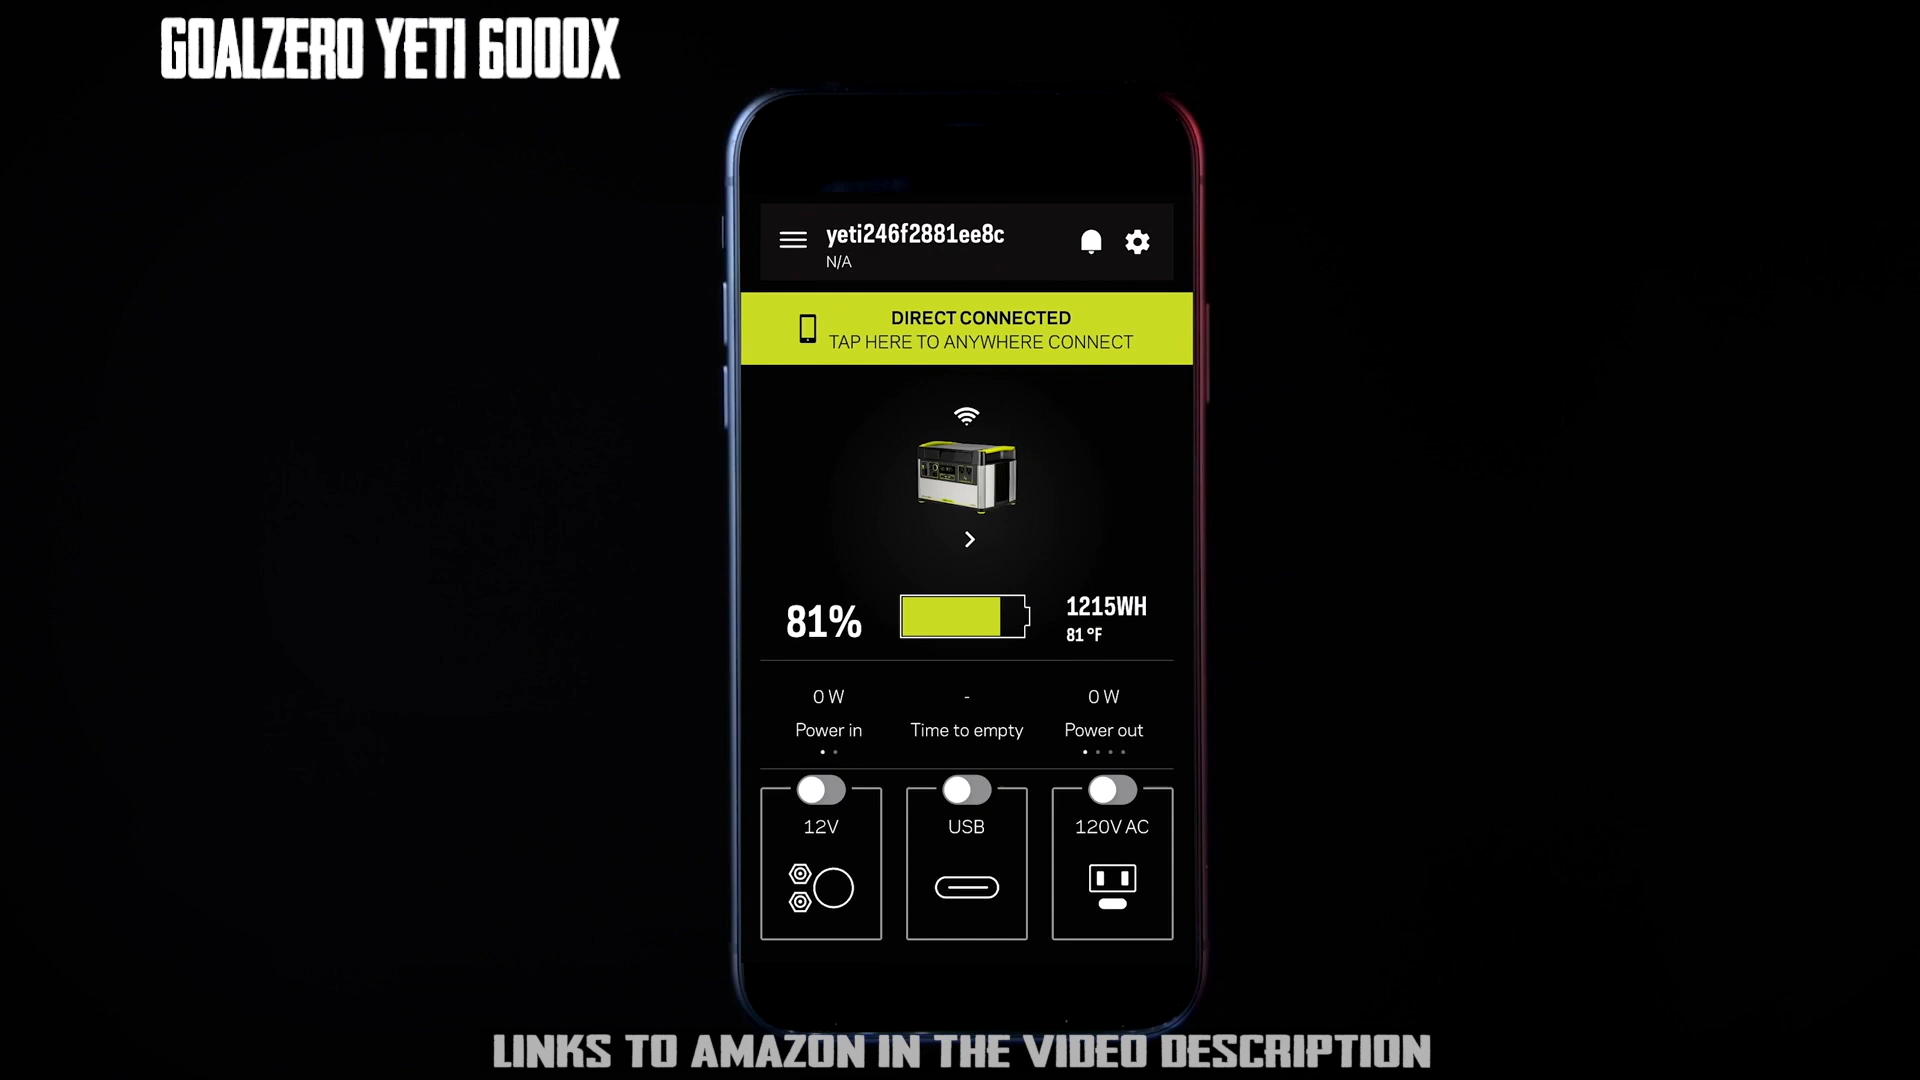 GOALZERO YETI 6000X
yeti246f2881ee8c
N/A
DIRECT CONNECTED
TAP HERE TO ANYWHERE CONNECT
81%
1215WH
81 °F
0 W
-
0 W
Power in
Time to empty
Power out
12V
USB
120V AC
LINKS TO AMAZON IN THE VIDEO DESCRIPTION